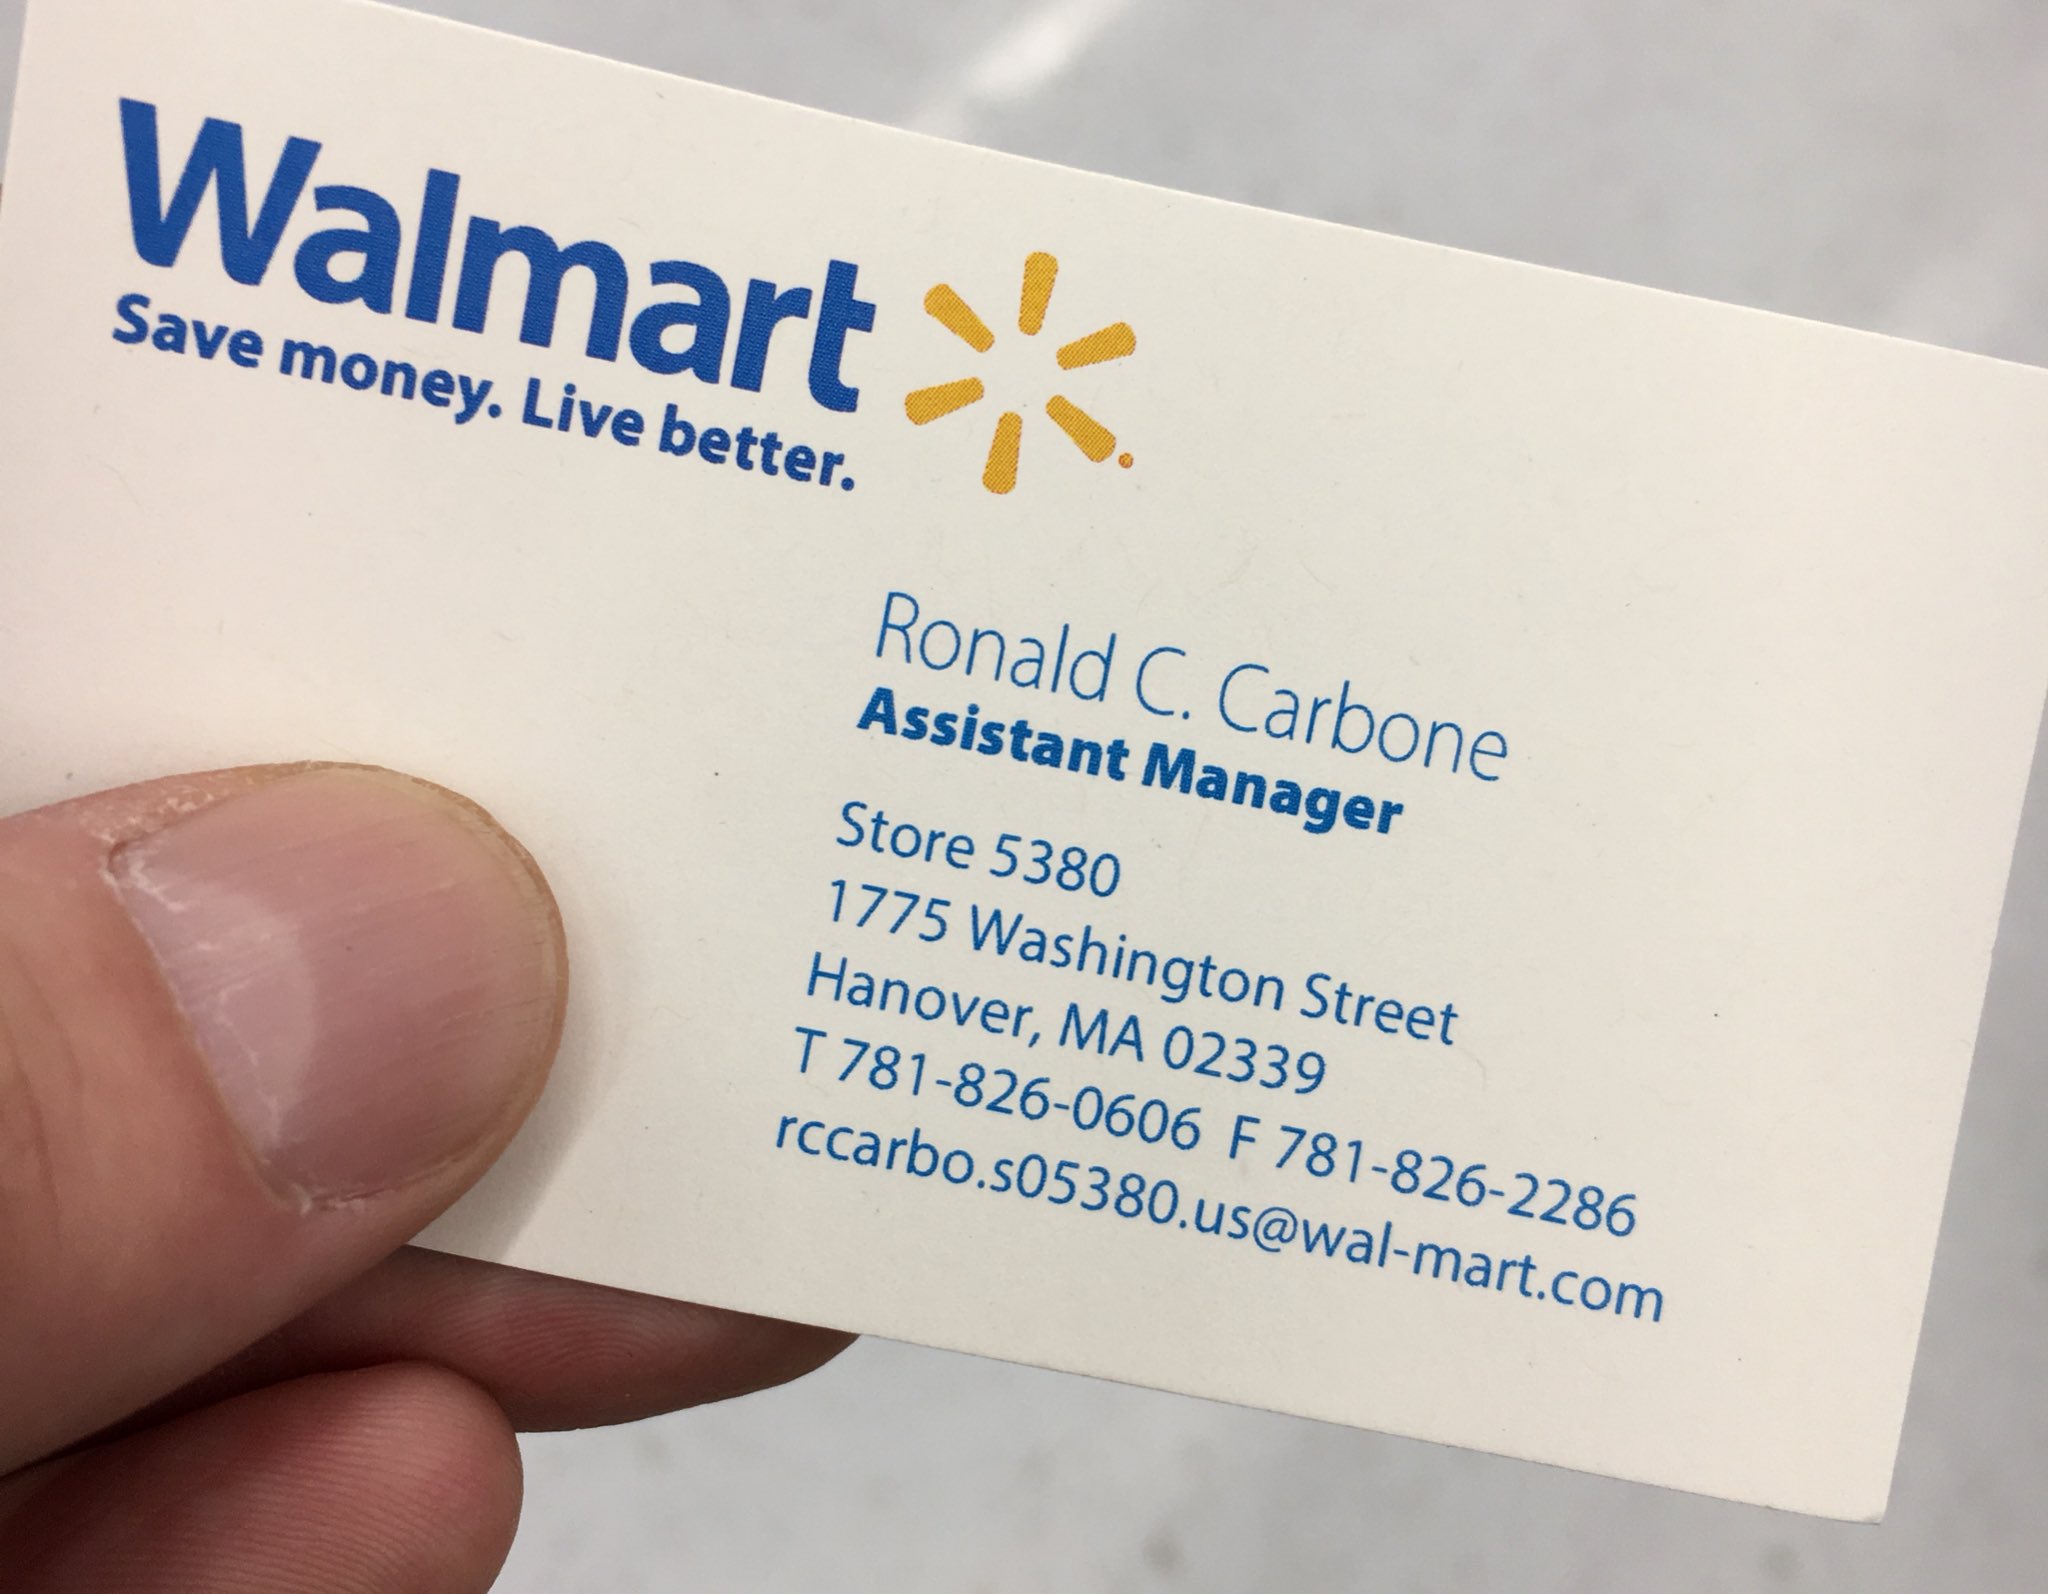 Walmart
Save money. Live better.
Ronald C. Carbone
Assistant Manager
Store 5380
1775 Washington Street
Hanover, MA 02339
T 781-826-0606 F 781-826-2286
rccarbo.s05380.us@wal-mart.com